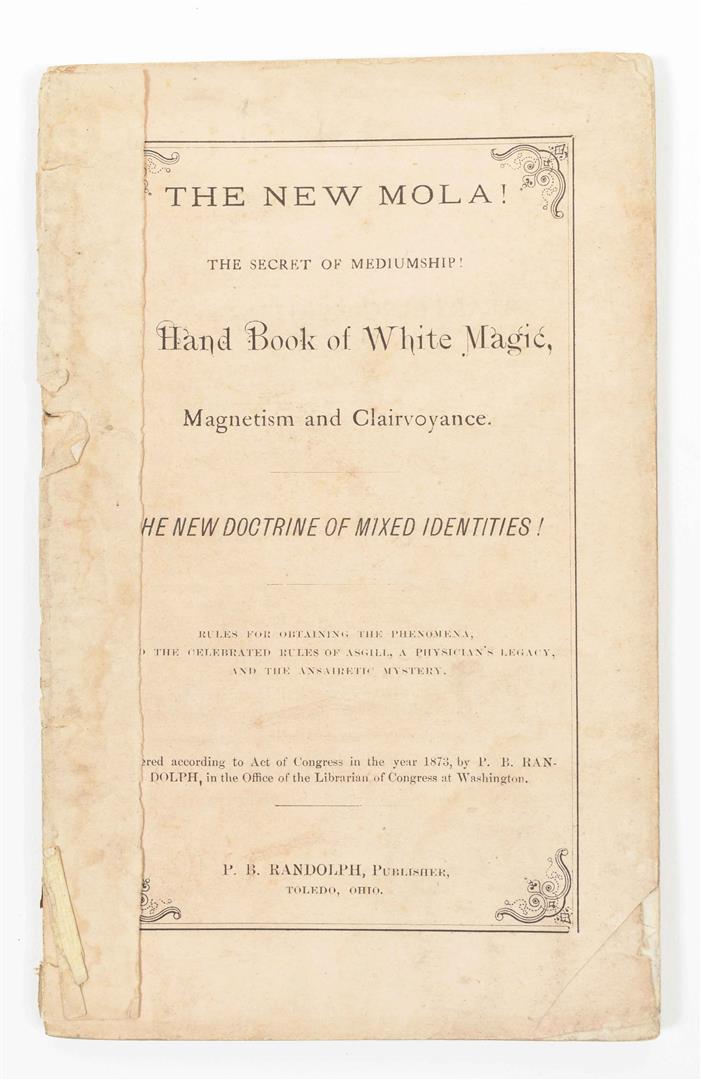 THE NEW MOLA!
THE SECRET OF MEDIUMSHIP!
Hand Book of White Magic,
Magnetism and Clairvoyance.
HE NEW DOCTRINE OF MIXED IDENTITIES!
RULES FOR OBTAINING THE PHENOMENA,
THE CELEBRATED RULES OF ASGILL, A PHYSICIAN'S LEGACY,
AND THE ANSAIRETIC MYSTERY.
ered according to Act of Congress in the year 1873, by P. B. RAN-
DOLPH, in the Office of the Librarian of Congress at Washington.
P. B. RANDOLPH, PUBLISHER,
TOLEDO, OHIO.